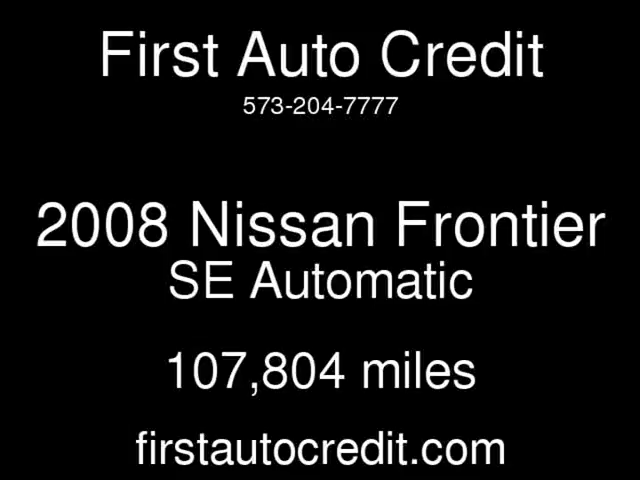 First Auto Credit
573-204-7777
2008 Nissan Frontier
SE Automatic
107,804 miles
firstautocredit.com